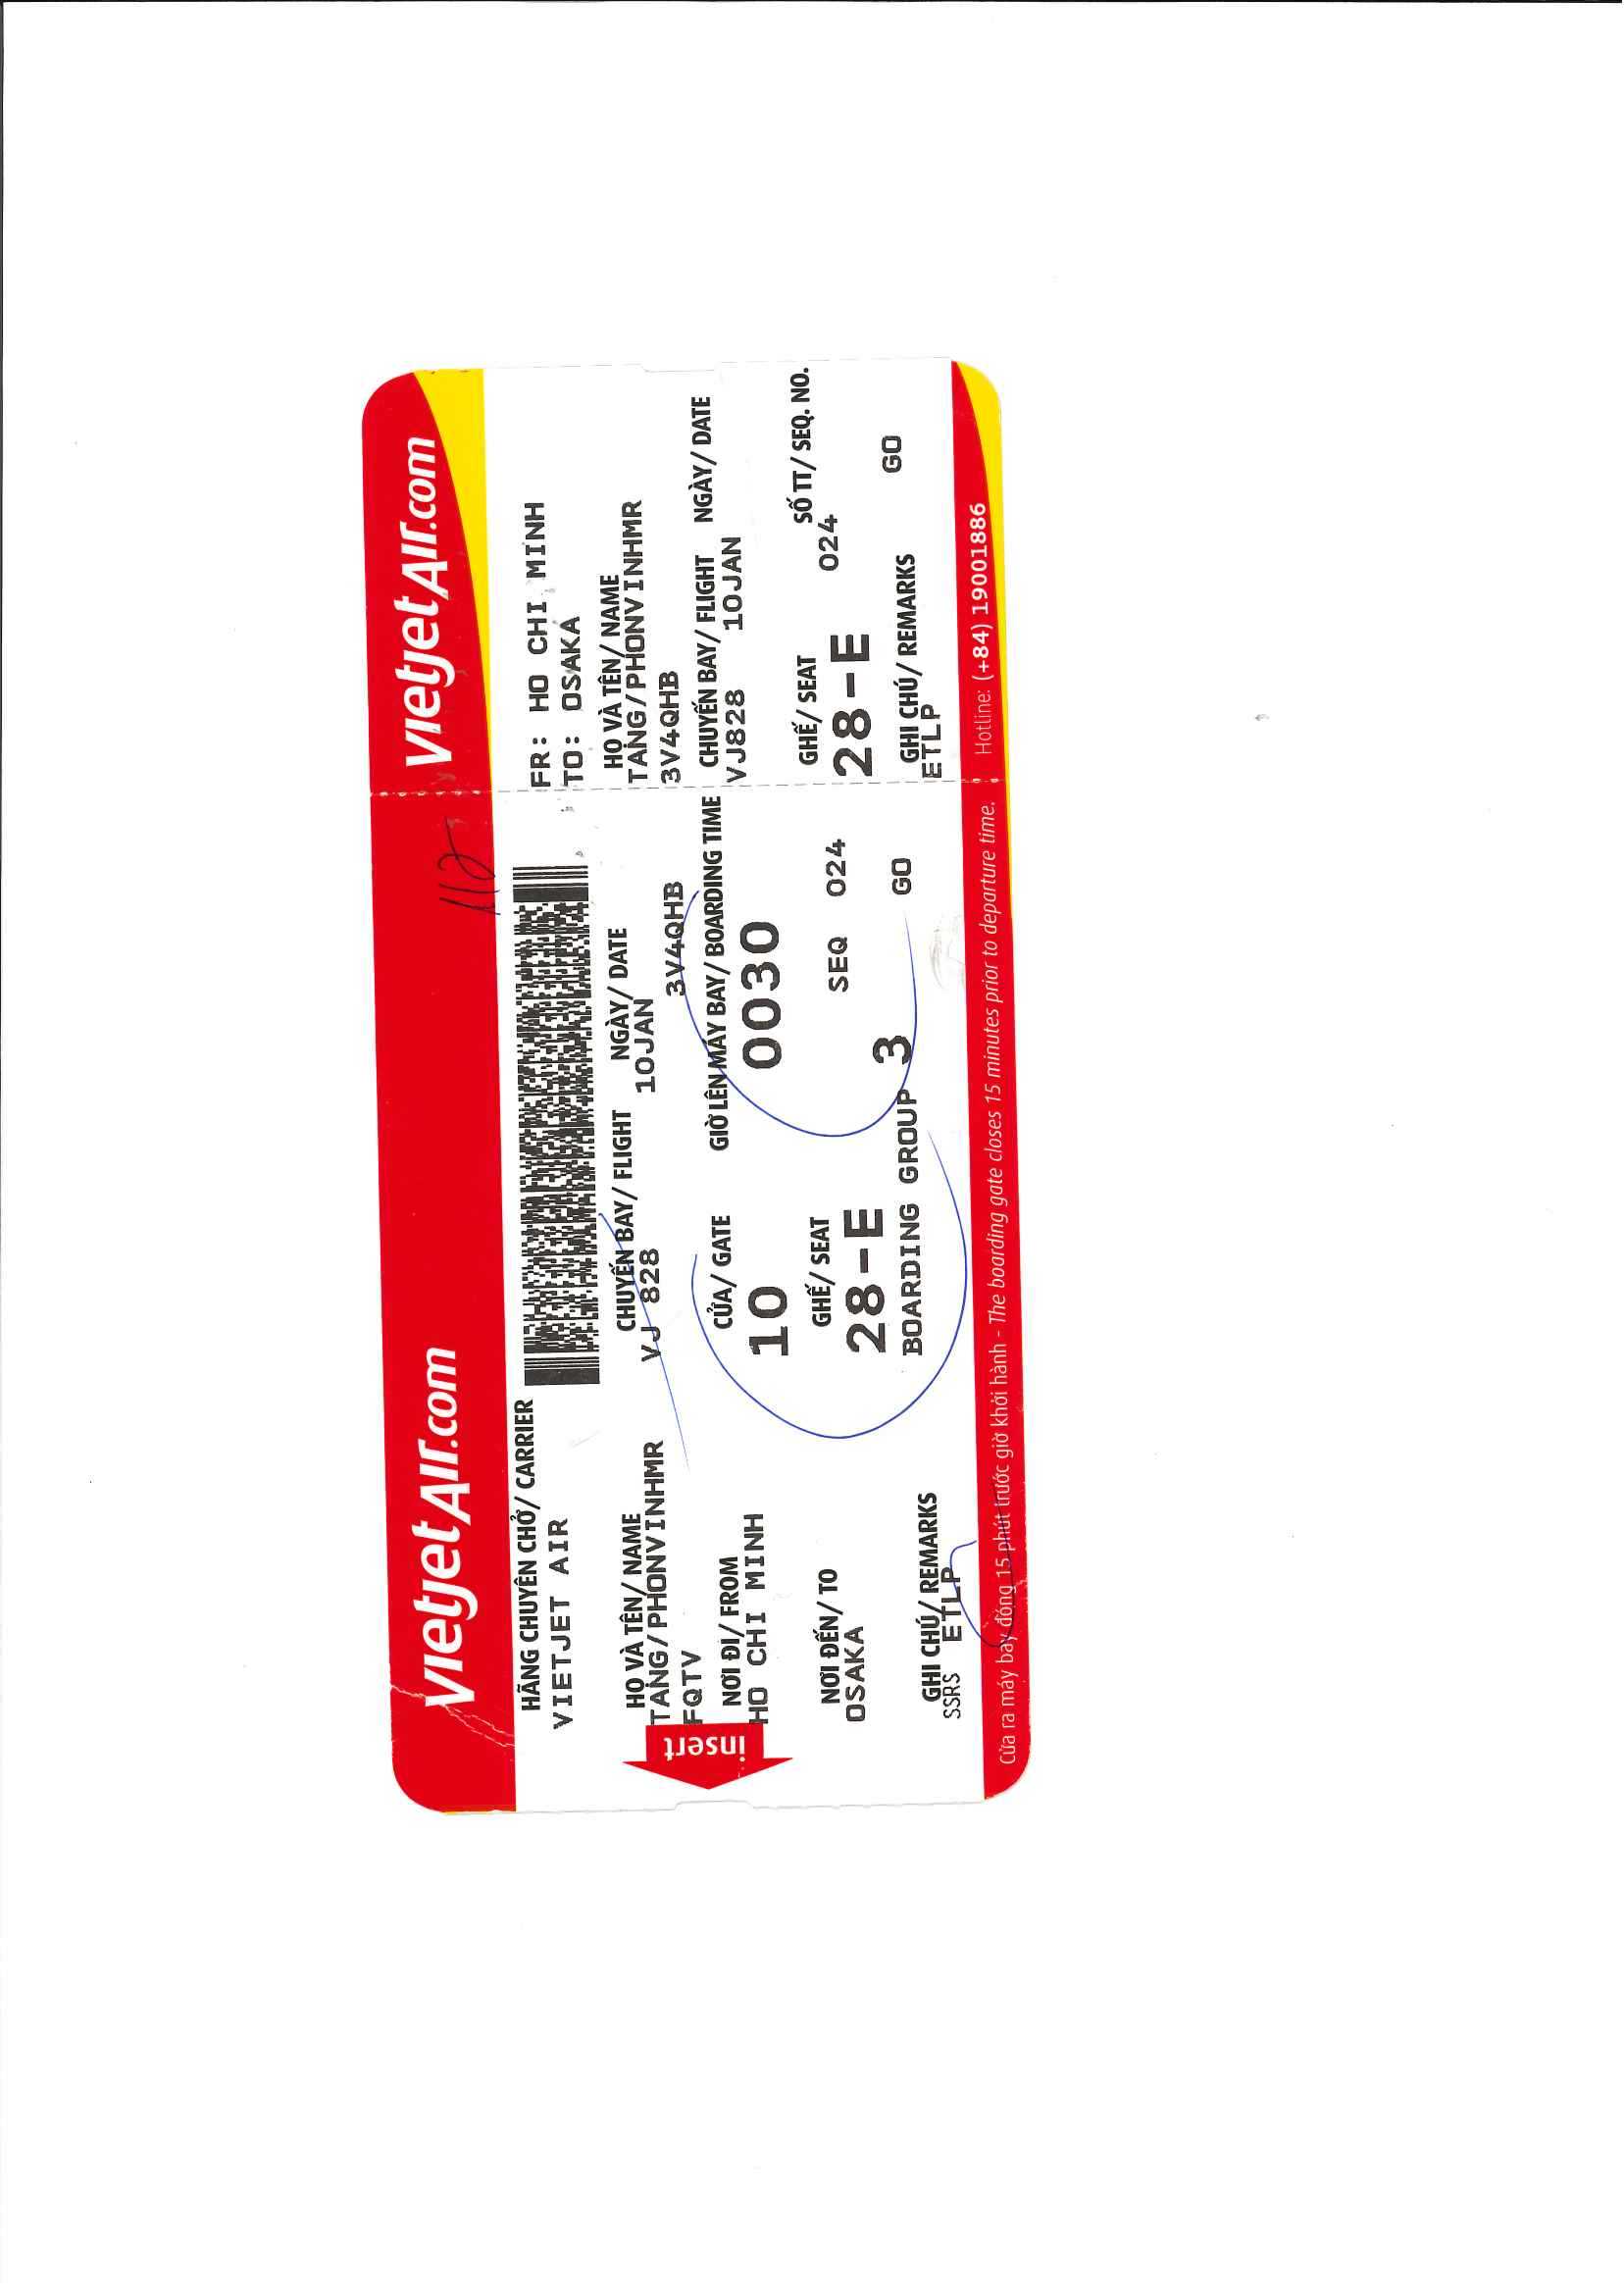 vietjetAir.com
HÃNG CHUYÊN CHỞ/ CARRIER
VIETJET AIR
HỌ VÀ TÊN/ NAME
TANG/PHONVINHMR
FQTV
CHUYẾN BAY/ FLIGHT
VJ 828
NGÀY/ DATE
10JAN
3V4QHB
NƠI ĐI/ FROM
HO CHI MINH
CỬA/ GATE
10
GIỜ LÊN MÁY BAY/ BOARDING TIME
0030
NƠI ĐẾN/ TO
OSAKA
GHẾ/ SEAT
28-E
SEQ 024
BOARDING GROUP 3 GO
GHI CHÚ/ REMARKS
SSRS ETLP
insert
Cửa ra máy bay đóng 15 phút trước giờ khởi hành - The boarding gate closes 15 minutes prior to departure time.
vietjetAir.com
FR: HO CHI MINH
TO: OSAKA
HỌ VÀ TÊN/ NAME
TANG/PHONVINHMR
3V4QHB
CHUYẾN BAY/ FLIGHT NGÀY/ DATE
VJ828 10JAN
GHẾ/ SEAT SỐ TT/ SEQ. NO.
28-E 024
GHI CHÚ/ REMARKS GO
ETLP
Hotline: (+84) 19001886